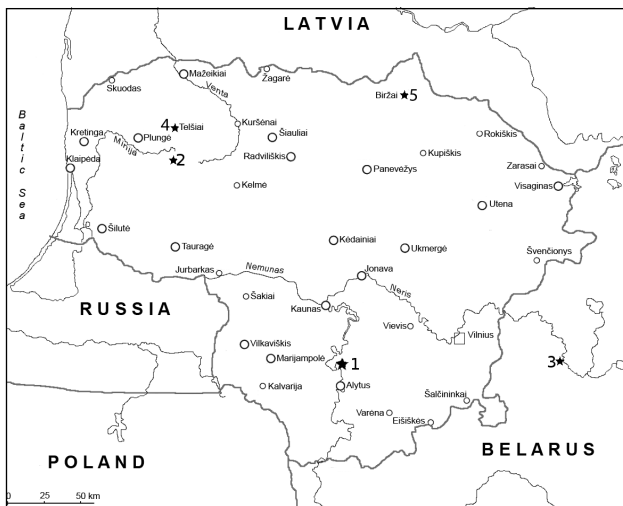 LATVIA
Mažeikiai
Žagarė
Skuodas
Venta
Biržai
5
Baltic Sea
4
Telšiai
Kuršėnai
Kretinga
Plungė
Šiauliai
Rokiškis
Minija
Radviliškis
Kupiškis
2
Klaipėda
Panevėžys
Zarasai
Kelmė
Visaginas
Utena
Šilutė
Tauragė
Kėdainiai
Ukmergė
Švenčionys
Jurbarkas
Nemunas
Jonava
RUSSIA
Šakiai
Neris
Kaunas
Vievis
Vilnius
Vilkaviškis
Marijampolė
1
3
Kalvarija
Alytus
Šalčininkai
Varėna
Eišiškės
BELARUS
POLAND
0 25 50 km